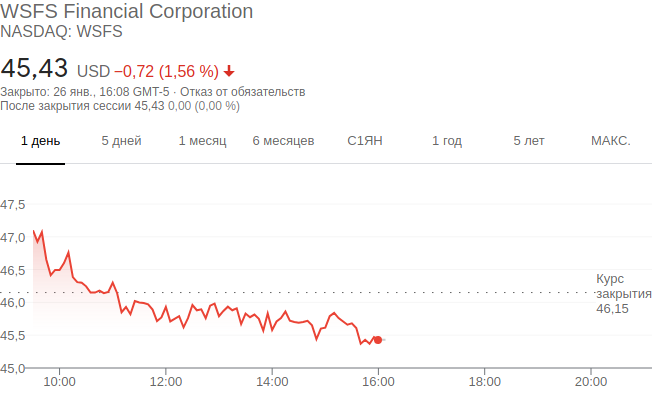 WSFS Financial Corporation
NASDAQ: WSFS
45,43 USD −0,72 (1,56 %)
Закрыто: 26 янв., 16:08 GMT-5 · Отказ от обязательств
После закрытия сессии 45,43 0,00 (0,00 %)
1 день 5 дней 1 месяц 6 месяцев С1ЯН 1 год 5 лет МАКС.
47,5
47,0
46,5
46,0
45,5
45,0
Курс
закрытия
46,15
10:00 12:00 14:00 16:00 18:00 20:00